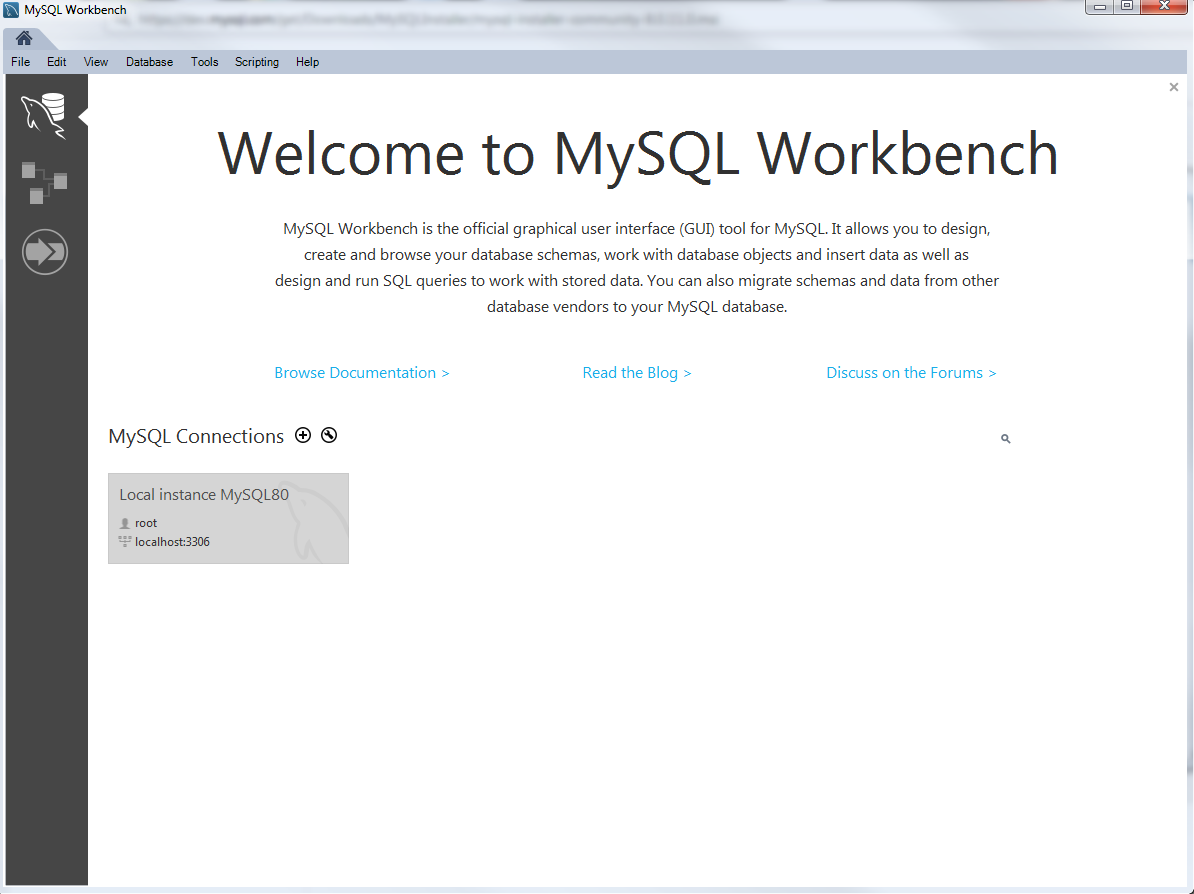 MySQL Workbench
File Edit View Database Tools Scripting Help
Welcome to MySQL Workbench
MySQL Workbench is the official graphical user interface (GUI) tool for MySQL. It allows you to design,
create and browse your database schemas, work with database objects and insert data as well as
design and run SQL queries to work with stored data. You can also migrate schemas and data from other
database vendors to your MySQL database.
Browse Documentation > Read the Blog > Discuss on the Forums >
MySQL Connections
Local instance MySQL80
root
localhost:3306